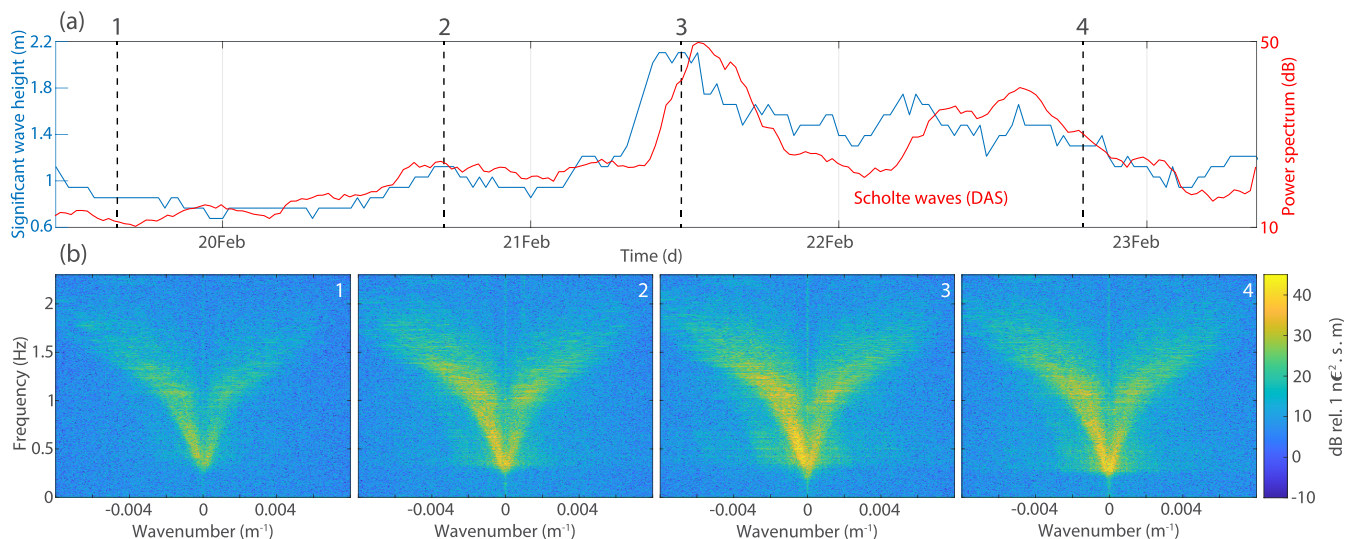 (a)
1 2 3 4
Significant wave height (m)
2.2
1.8
1.4
1
0.6
50
10
Power spectrum (dB)
Scholte waves (DAS)
20Feb 21Feb 22Feb 23Feb
Time (d)
(b)
Frequency (Hz)
2
1.5
1
0.5
0
1
2
3
4
-0.004 0 0.004
-0.004 0 0.004
-0.004 0 0.004
-0.004 0 0.004
Wavenumber (m⁻¹)
Wavenumber (m⁻¹)
Wavenumber (m⁻¹)
Wavenumber (m⁻¹)
40
30
20
10
0
-10
dB rel. 1 nϵ². s. m)